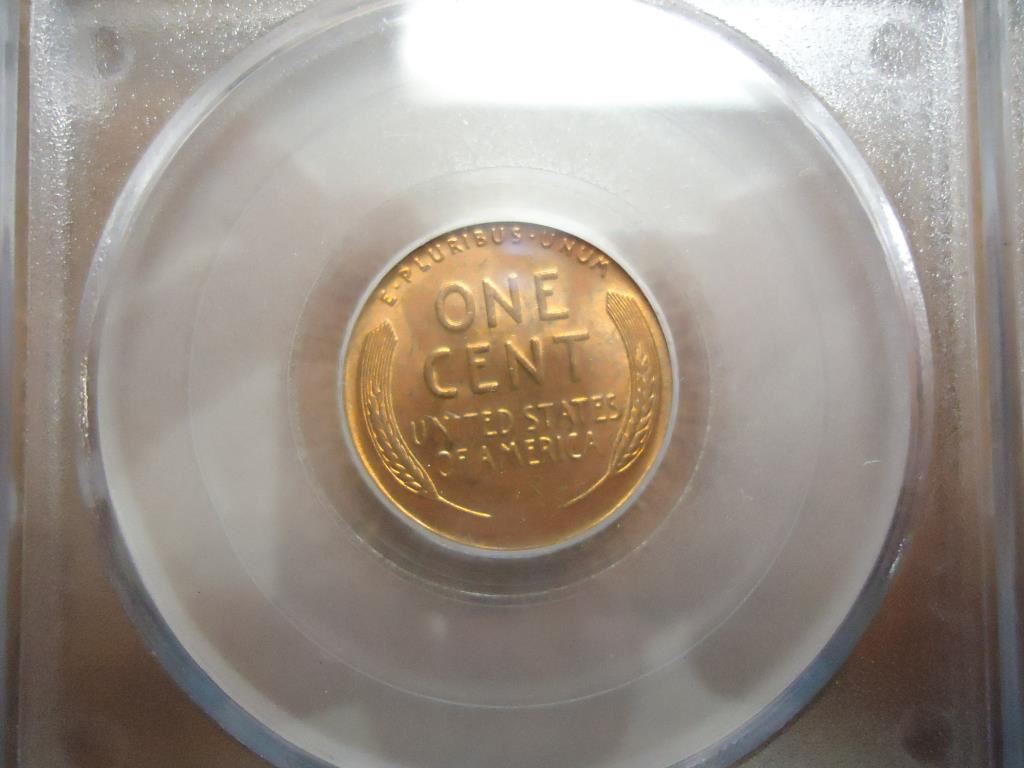 E·PLURIBUS·UNUM
ONE
CENT
UNITED STATES
OF AMERICA